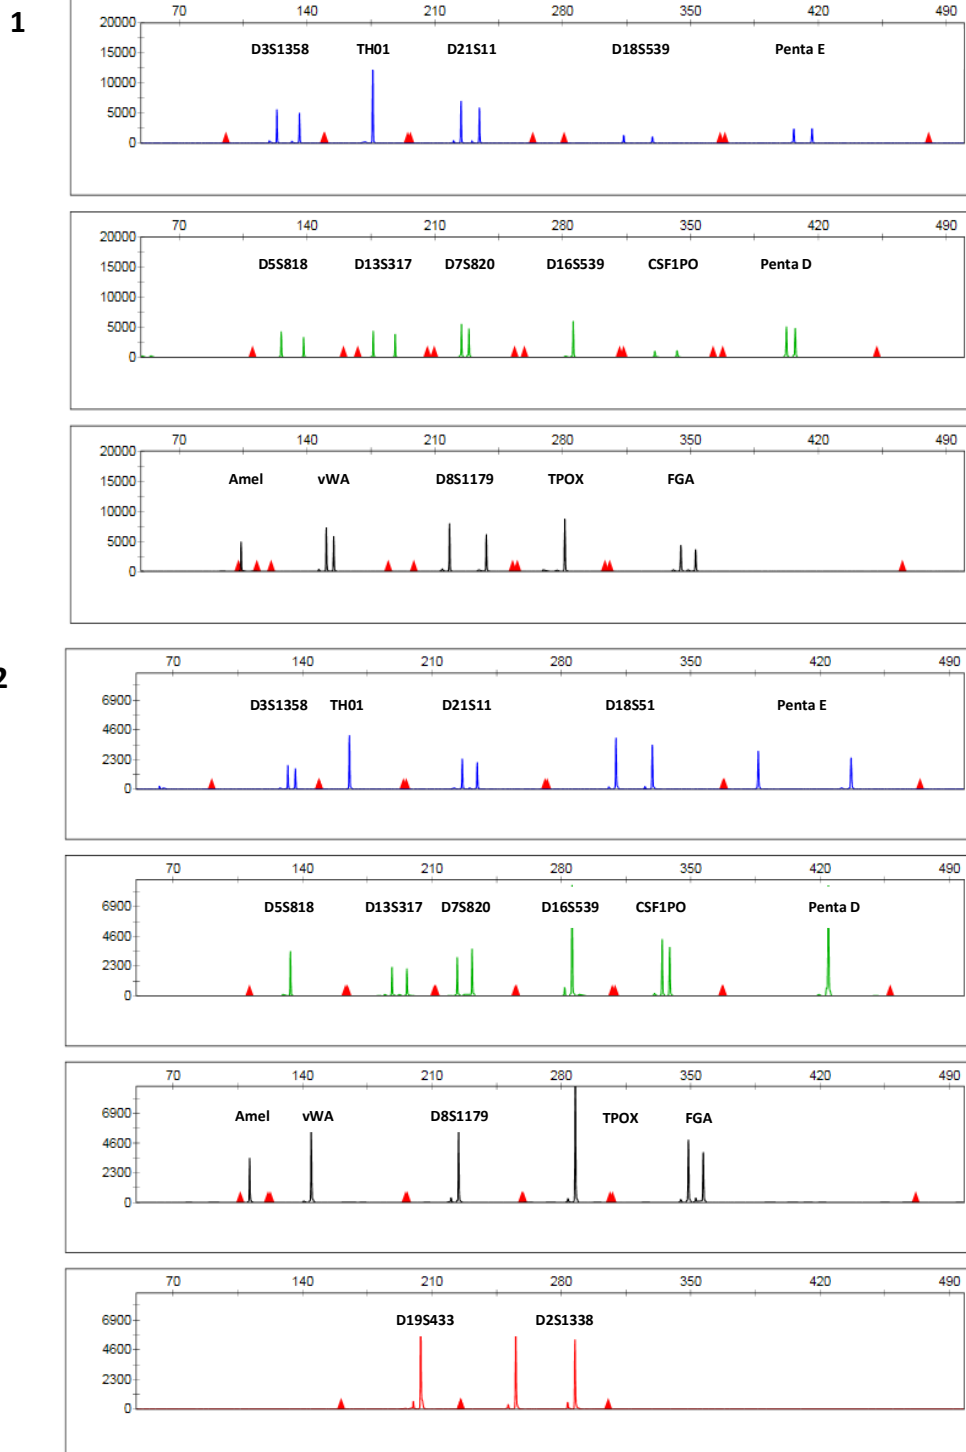 1
70 140 210 280 350 420 490
20000
D3S1358 TH01 D21S11 D18S539 Penta E
15000
10000
5000
0
70 140 210 280 350 420 490
20000
D5S818 D13S317 D7S820 D16S539 CSF1PO Penta D
15000
10000
5000
0
70 140 210 280 350 420 490
20000
Amel vWA D8S1179 TPOX FGA
15000
10000
5000
0
2
70 140 210 280 350 420 490
6900 D3S1358 TH01 D21S11 D18S51 Penta E
4600
2300
0
70 140 210 280 350 420 490
6900 D5S818 D13S317 D7S820 D16S539 CSF1PO Penta D
4600
2300
0
70 140 210 280 350 420 490
6900 Amel vWA D8S1179 TPOX FGA
4600
2300
0
70 140 210 280 350 420 490
6900 D19S433 D2S1338
4600
2300
0